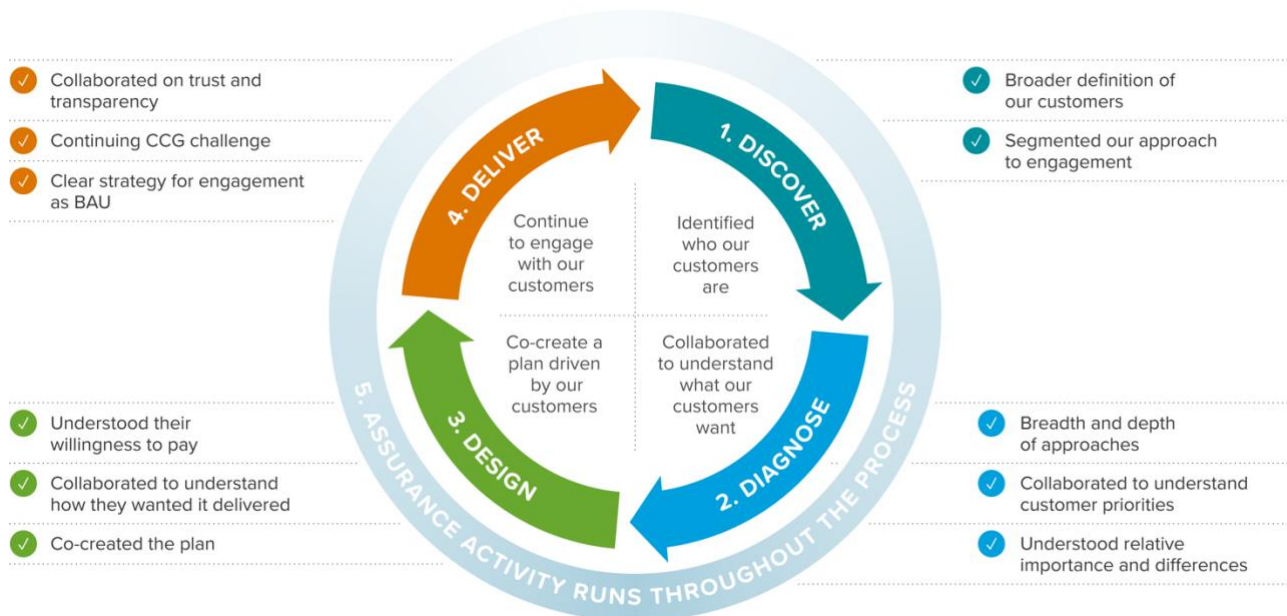 Collaborated on trust and
transparency
Continuing CCG challenge
Clear strategy for engagement
as BAU
Broader definition of
our customers
Segmented our approach
to engagement
4. DELIVER
1. DISCOVER
Continue
to engage
with our
customers
Identified
who our
customers
are
Co-create a
plan driven
by our
customers
Collaborated
to understand
what our
customers
want
3. DESIGN
2. DIAGNOSE
5. ASSURANCE ACTIVITY RUNS THROUGHOUT THE PROCESS
Understood their
willingness to pay
Collaborated to understand
how they wanted it delivered
Co-created the plan
Breadth and depth
of approaches
Collaborated to understand
customer priorities
Understood relative
importance and differences